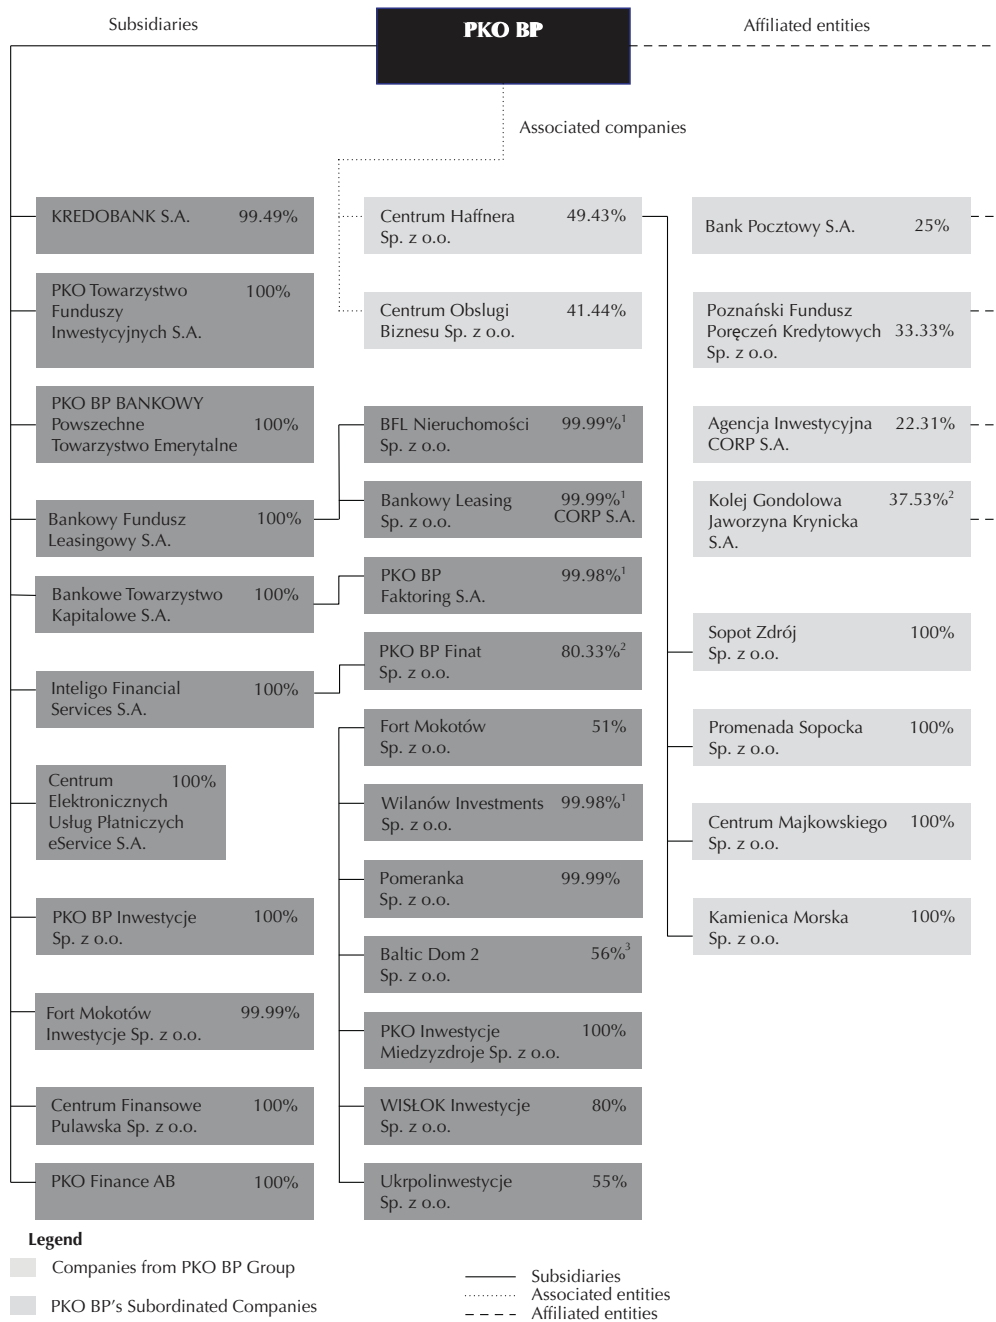 Subsidiaries
PKO BP
Affiliated entities
Associated companies
KREDOBANK S.A. 99.49%
PKO Towarzystwo 100%
Funduszy
Inwestycyjnych S.A.
PKO BP BANKOWY
Powszechne 100%
Towarzystwo Emerytalne
Bankowy Fundusz 100%
Leasingowy S.A.
Bankowe Towarzystwo 100%
Kapitalowe S.A.
Inteligo Financial 100%
Services S.A.
Centrum 100%
Elektronicznych
Usług Płatniczych
eService S.A.
PKO BP Inwestycje 100%
Sp. z o.o.
Fort Mokotów 99.99%
Inwestycje Sp. z o.o.
Centrum Finansowe 100%
Pulawska Sp. z o.o.
PKO Finance AB 100%
Centrum Haffnera 49.43%
Sp. z o.o.
Centrum Obslugi 41.44%
Biznesu Sp. z o.o.
BFL Nieruchomości 99.99%1
Sp. z o.o.
Bankowy Leasing 99.99%1
Sp. z o.o. CORP S.A.
PKO BP 99.98%1
Faktoring S.A.
PKO BP Finat 80.33%2
Sp. z o.o.
Fort Mokotów 51%
Sp. z o.o.
Wilanów Investments 99.98%1
Sp. z o.o.
Pomeranka 99.99%
Sp. z o.o.
Baltic Dom 2 56%3
Sp. z o.o.
PKO Inwestycje 100%
Miedzyzdroje Sp. z o.o.
WISŁOK Inwestycje 80%
Sp. z o.o.
Ukrpolinwestycje 55%
Sp. z o.o.
Bank Pocztowy S.A. 25%
Poznański Fundusz
Poręczeń Kredytowych 33.33%
Sp. z o.o.
Agencja Inwestycyjna 22.31%
CORP S.A.
Kolej Gondolowa 37.53%2
Jaworzyna Krynicka
S.A.
Sopot Zdrój 100%
Sp. z o.o.
Promenada Sopocka 100%
Sp. z o.o.
Centrum Majkowskiego 100%
Sp. z o.o.
Kamienica Morska 100%
Sp. z o.o.
Legend
Companies from PKO BP Group
PKO BP's Subordinated Companies
Subsidiaries
Associated entities
Affiliated entities